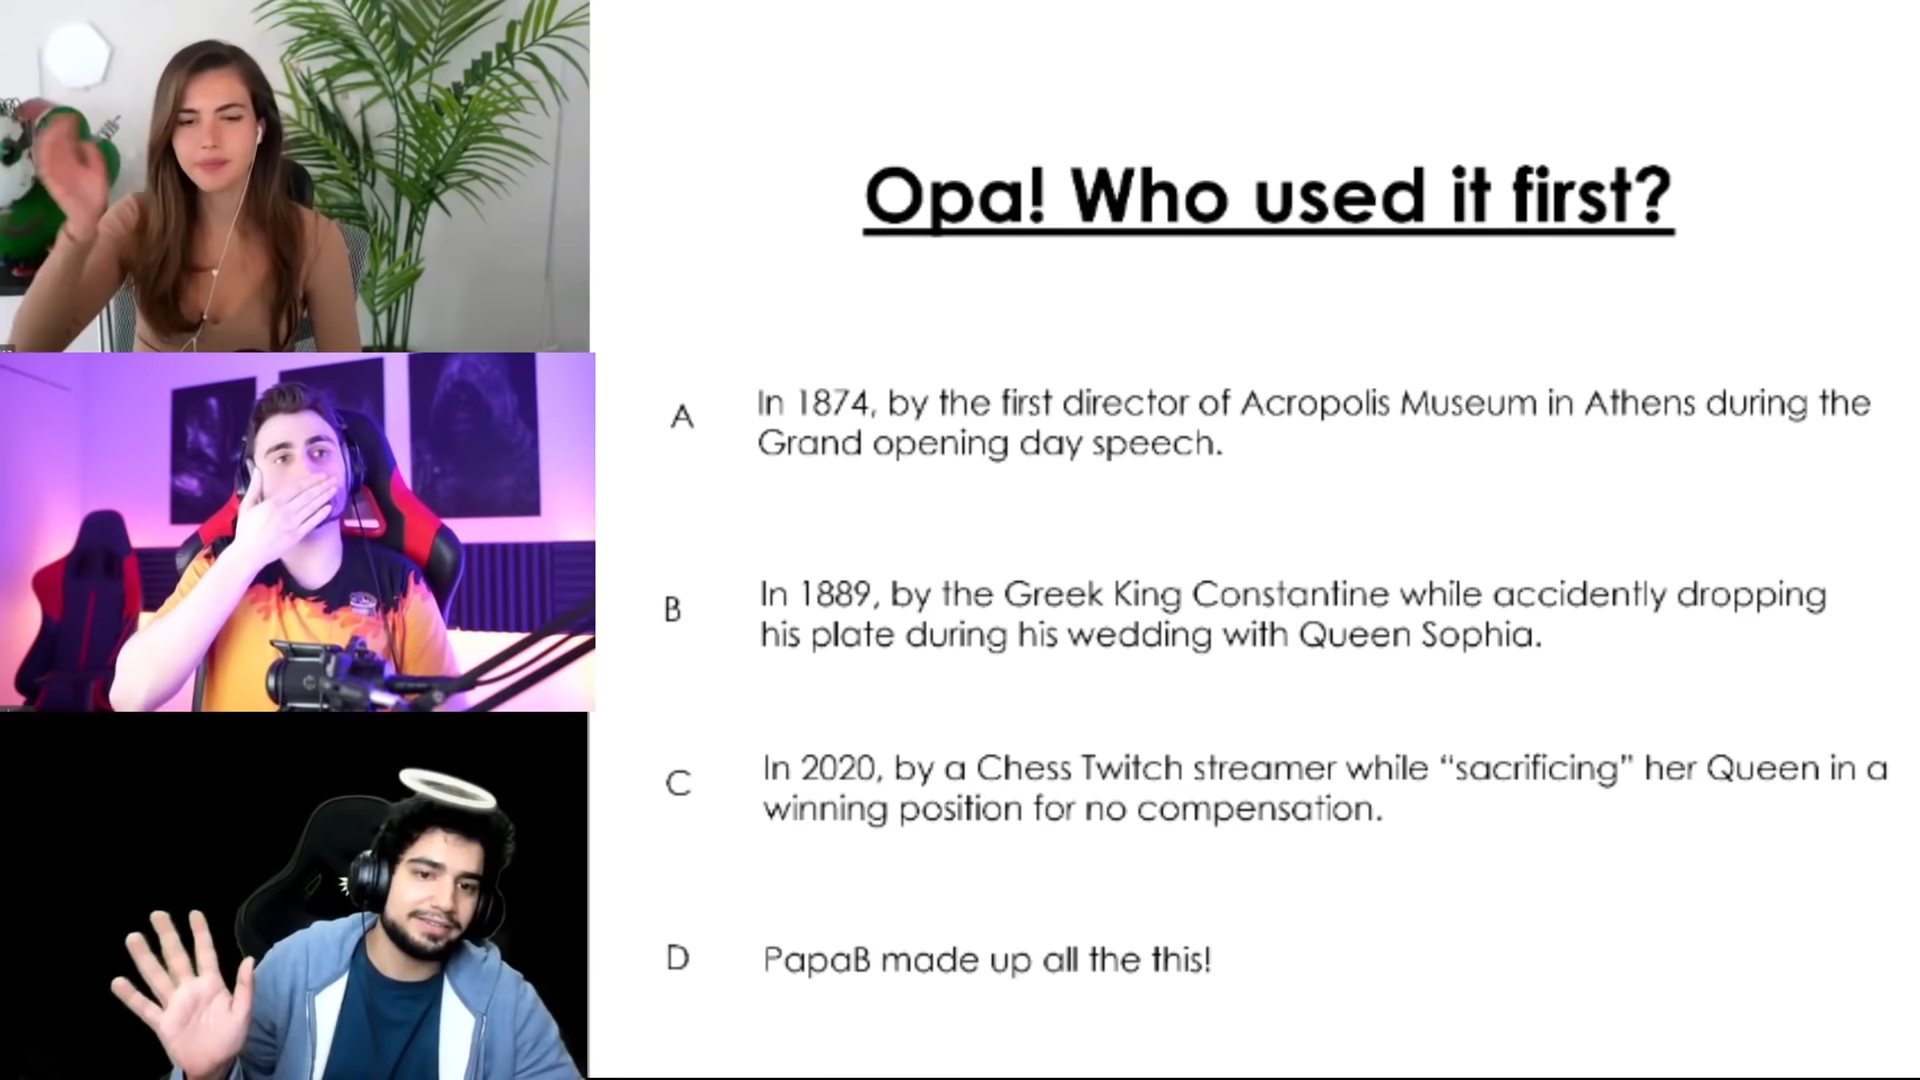 Opa! Who used it first?
A
In 1874, by the first director of Acropolis Museum in Athens during the
Grand opening day speech.
B
In 1889, by the Greek King Constantine while accidently dropping
his plate during his wedding with Queen Sophia.
C
In 2020, by a Chess Twitch streamer while “sacrificing” her Queen in a
winning position for no compensation.
D
PapaB made up all the this!